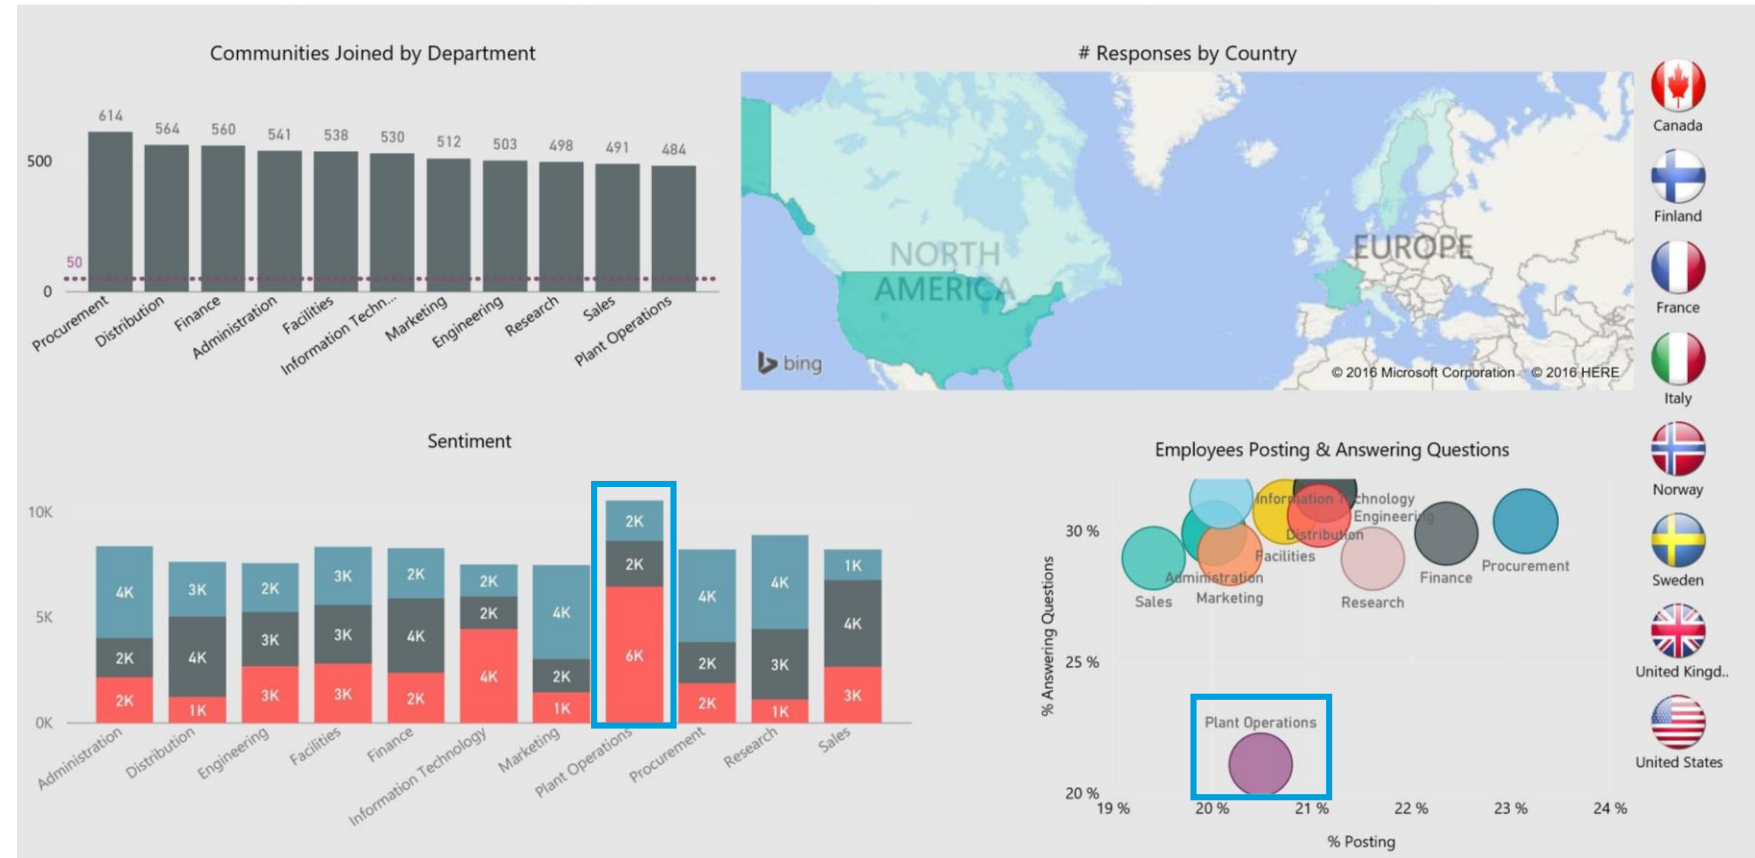 Communities Joined by Department
614
564
560
541
538
530
512
503
498
491
484
500
50
0
Procurement
Distribution
Finance
Administration
Facilities
Information Techn...
Marketing
Engineering
Research
Sales
Plant Operations
# Responses by Country
NORTH
AMERICA
EUROPE
bing
© 2016 Microsoft Corporation © 2016 HERE
Canada
Finland
France
Italy
Norway
Sweden
United Kingd..
United States
Sentiment
10K
5K
0K
4K
2K
2K
3K
4K
1K
2K
3K
3K
3K
3K
3K
2K
4K
2K
2K
2K
4K
4K
2K
1K
2K
2K
6K
4K
2K
2K
4K
3K
1K
1K
4K
3K
Administration
Distribution
Engineering
Facilities
Finance
Information Technology
Marketing
Plant Operations
Procurement
Research
Sales
Employees Posting & Answering Questions
% Answering Questions
30 %
25 %
20 %
Information Technology
Engineering
Distribution
Facilities
Administration
Marketing
Sales
Research
Finance
Procurement
Plant Operations
19 %
20 %
21 %
22 %
23 %
24 %
% Posting